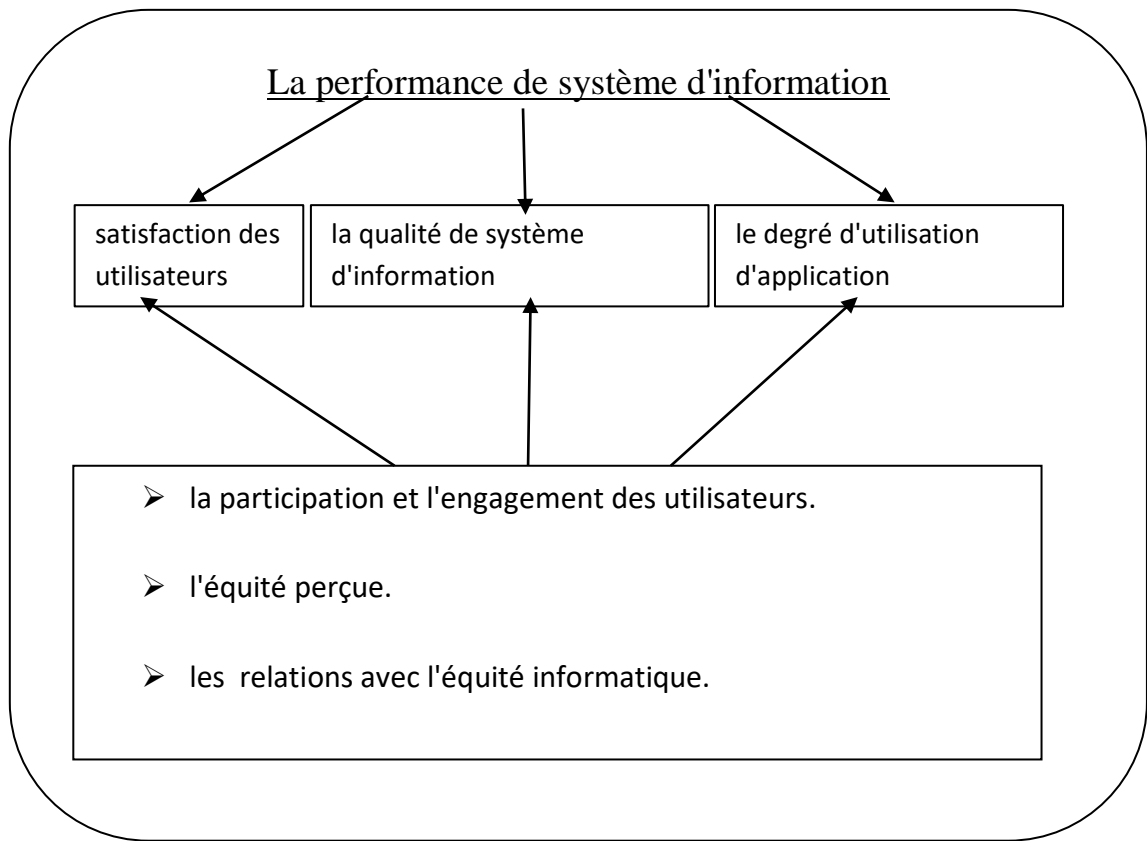 La performance de système d'information
satisfaction des
utilisateurs
la qualité de système
d'information
le degré d'utilisation
d'application
➢ la participation et l'engagement des utilisateurs.
➢ l'équité perçue.
➢ les relations avec l'équité informatique.